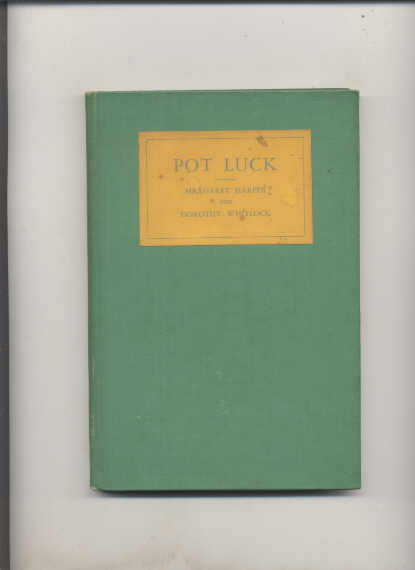 POT LUCK
MARGARET HARPER
AND
DOROTHY WHITLOCK